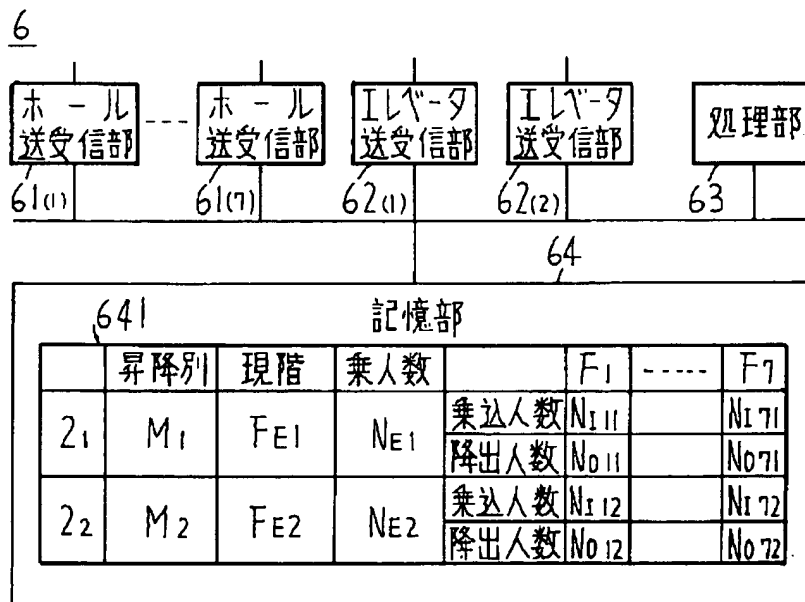 6
ホール ホール エレベータ エレベータ 処理部
送受信部 ---- 送受信部 送受信部 送受信部
61(1) 61(7) 62(1) 62(2) 63
64
641 記憶部
昇降別 現階 乗人数 F1 ----- F7
21 M1 FE1 NE1 乗込人数 NI11 NI71
降出人数 NO11 NO71
22 M2 FE2 NE2 乗込人数 NI12 NI72
降出人数 NO12 NO72